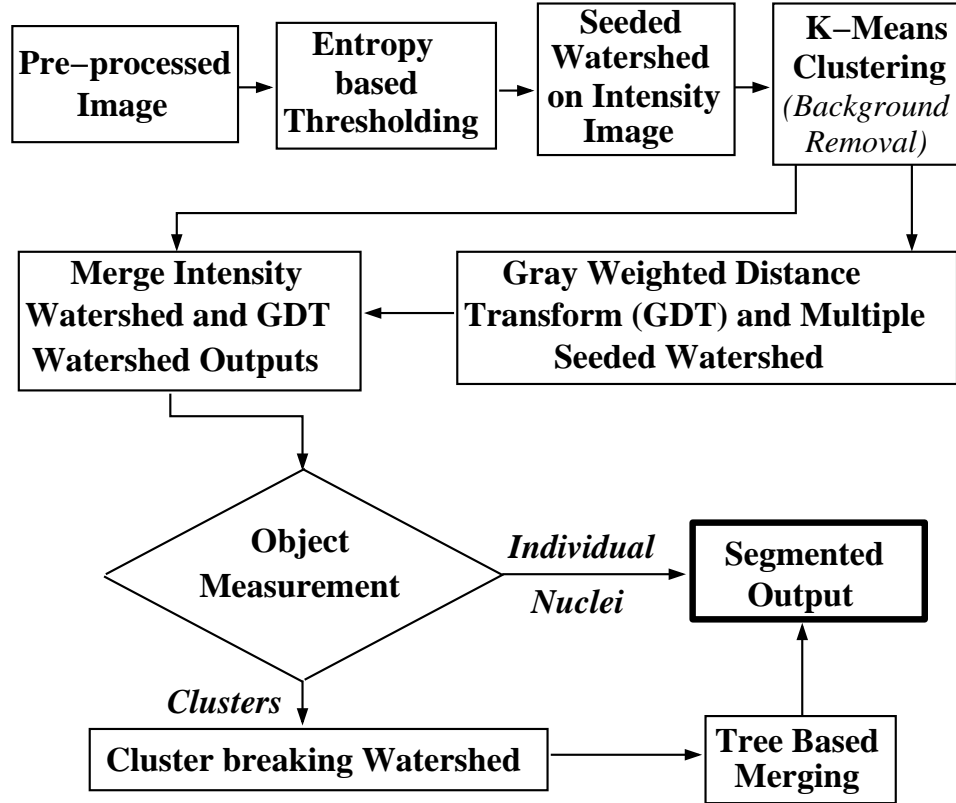 Pre−processed
Image
Entropy
based
Thresholding
Seeded
Watershed
on Intensity
Image
K−Means
Clustering
(Background
Removal)
Merge Intensity
Watershed and GDT
Watershed Outputs
Gray Weighted Distance
Transform (GDT) and Multiple
Seeded Watershed
Object
Measurement
Individual
Nuclei
Segmented
Output
Clusters
Cluster breaking Watershed
Tree Based
Merging